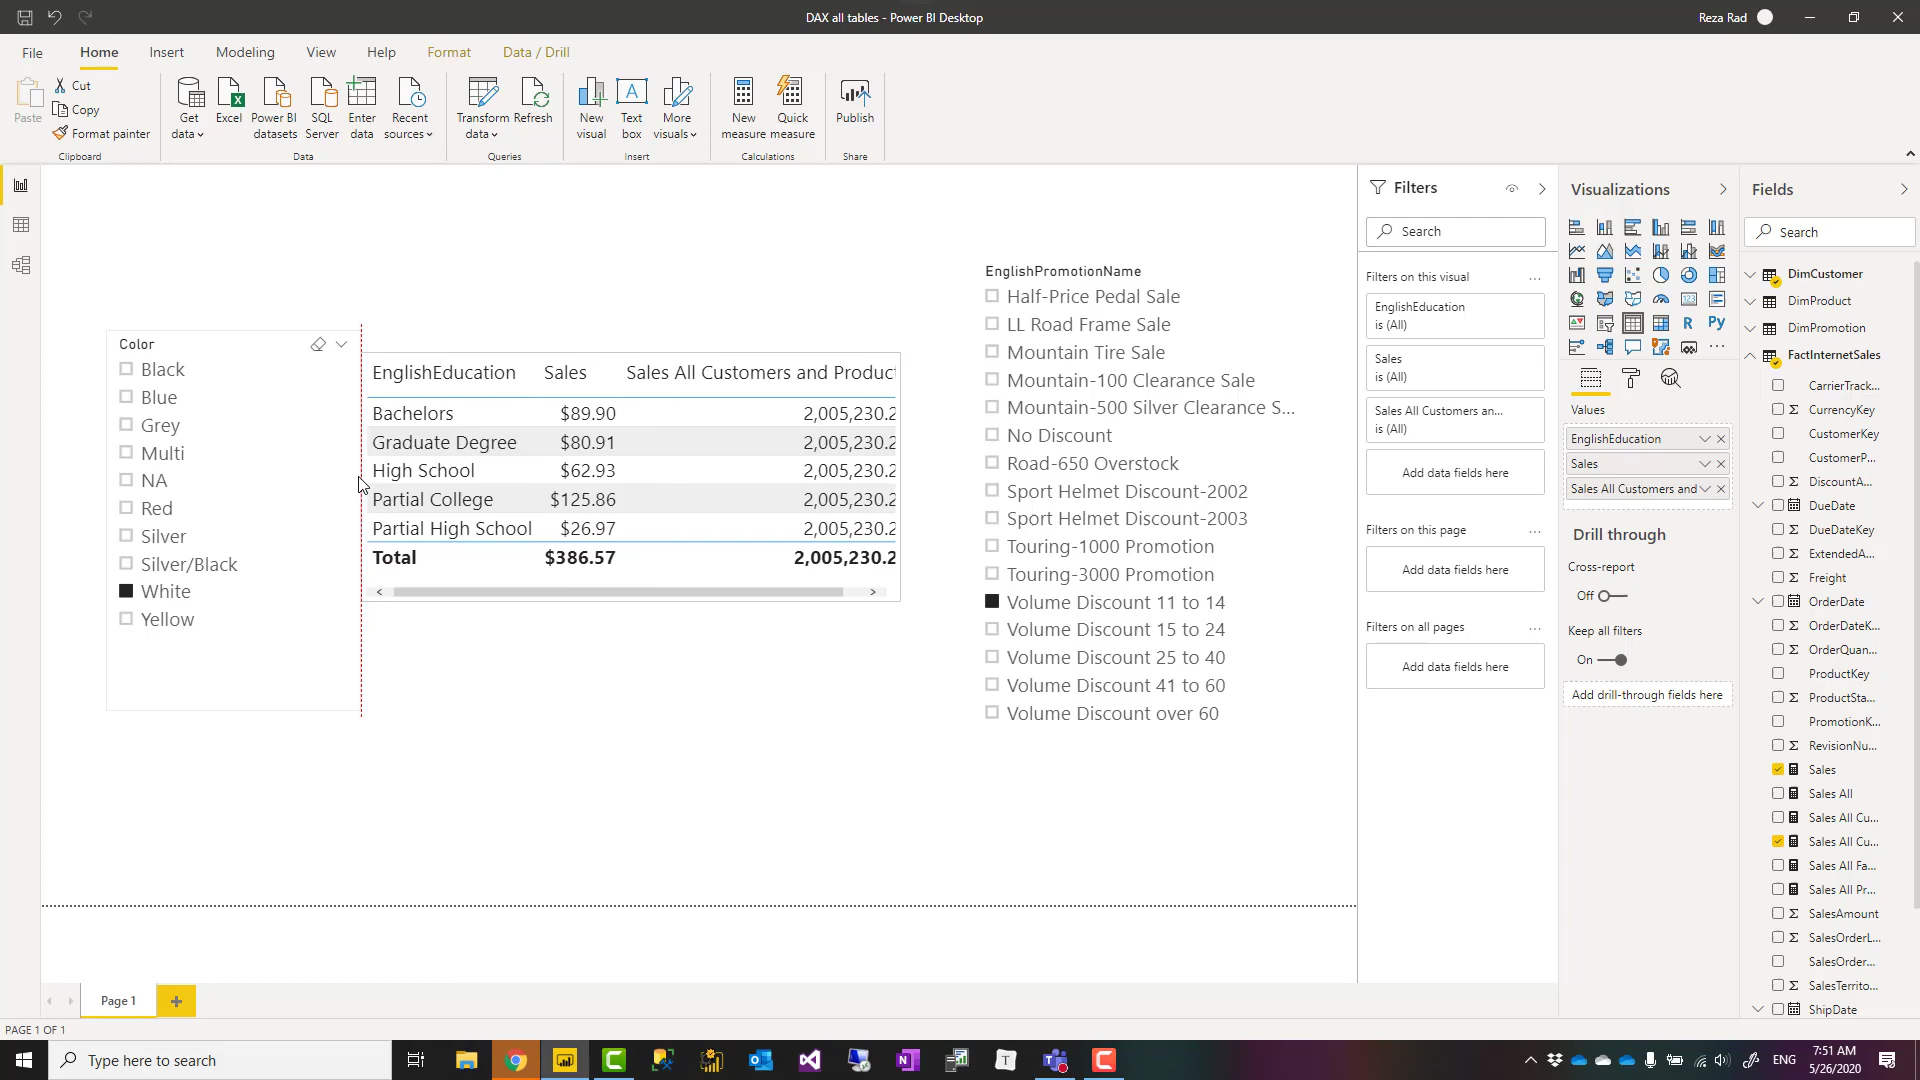 DAX all tables - Power BI Desktop
Reza Rad
File
Home
Insert
Modeling
View
Help
Format
Data / Drill
Paste
Cut
Copy
Format painter
Clipboard
Get data
Excel
Power BI datasets
SQL Server
Enter data
Recent sources
Data
Transform data
Refresh
Queries
New visual
Text box
More visuals
Insert
New measure
Quick measure
Calculations
Publish
Share
Color
Black
Blue
Grey
Multi
NA
Red
Silver
Silver/Black
White
Yellow
EnglishEducation Sales Sales All Customers and Product
Bachelors $89.90 2,005,230.2
Graduate Degree $80.91 2,005,230.2
High School $62.93 2,005,230.2
Partial College $125.86 2,005,230.2
Partial High School $26.97 2,005,230.2
Total $386.57 2,005,230.2
EnglishPromotionName
Half-Price Pedal Sale
LL Road Frame Sale
Mountain Tire Sale
Mountain-100 Clearance Sale
Mountain-500 Silver Clearance S...
No Discount
Road-650 Overstock
Sport Helmet Discount-2002
Sport Helmet Discount-2003
Touring-1000 Promotion
Touring-3000 Promotion
Volume Discount 11 to 14
Volume Discount 15 to 24
Volume Discount 25 to 40
Volume Discount 41 to 60
Volume Discount over 60
Filters
Search
Filters on this visual ...
EnglishEducation
is (All)
Sales
is (All)
Sales All Customers an...
is (All)
Add data fields here
Filters on this page ...
Add data fields here
Filters on all pages ...
Add data fields here
Visualizations
R Py
...
Values
EnglishEducation
Sales
Sales All Customers and
Drill through
Cross-report
Off
Keep all filters
On
Add drill-through fields here
Fields
Search
DimCustomer
DimProduct
DimPromotion
FactInternetSales
CarrierTrack...
CurrencyKey
CustomerKey
CustomerP...
DiscountA...
DueDate
DueDateKey
ExtendedA...
Freight
OrderDate
OrderDateK...
OrderQuan...
ProductKey
ProductSta...
PromotionK...
RevisionNu...
Sales
Sales All
Sales All Cu...
Sales All Cu...
Sales All Fa...
Sales All Pr...
SalesAmount
SalesOrderL...
SalesOrder...
SalesTerrito...
ShipDate
Page 1
PAGE 1 OF 1
Type here to search
ENG
7:51 AM
5/26/2020